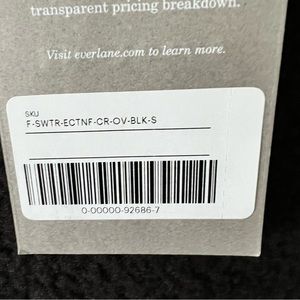 transparent pricing breakdown.
Visit everlane.com to learn more.
SKU
F-SWTR-ECTNF-CR-OV-BLK-S
0-00000-92686-7